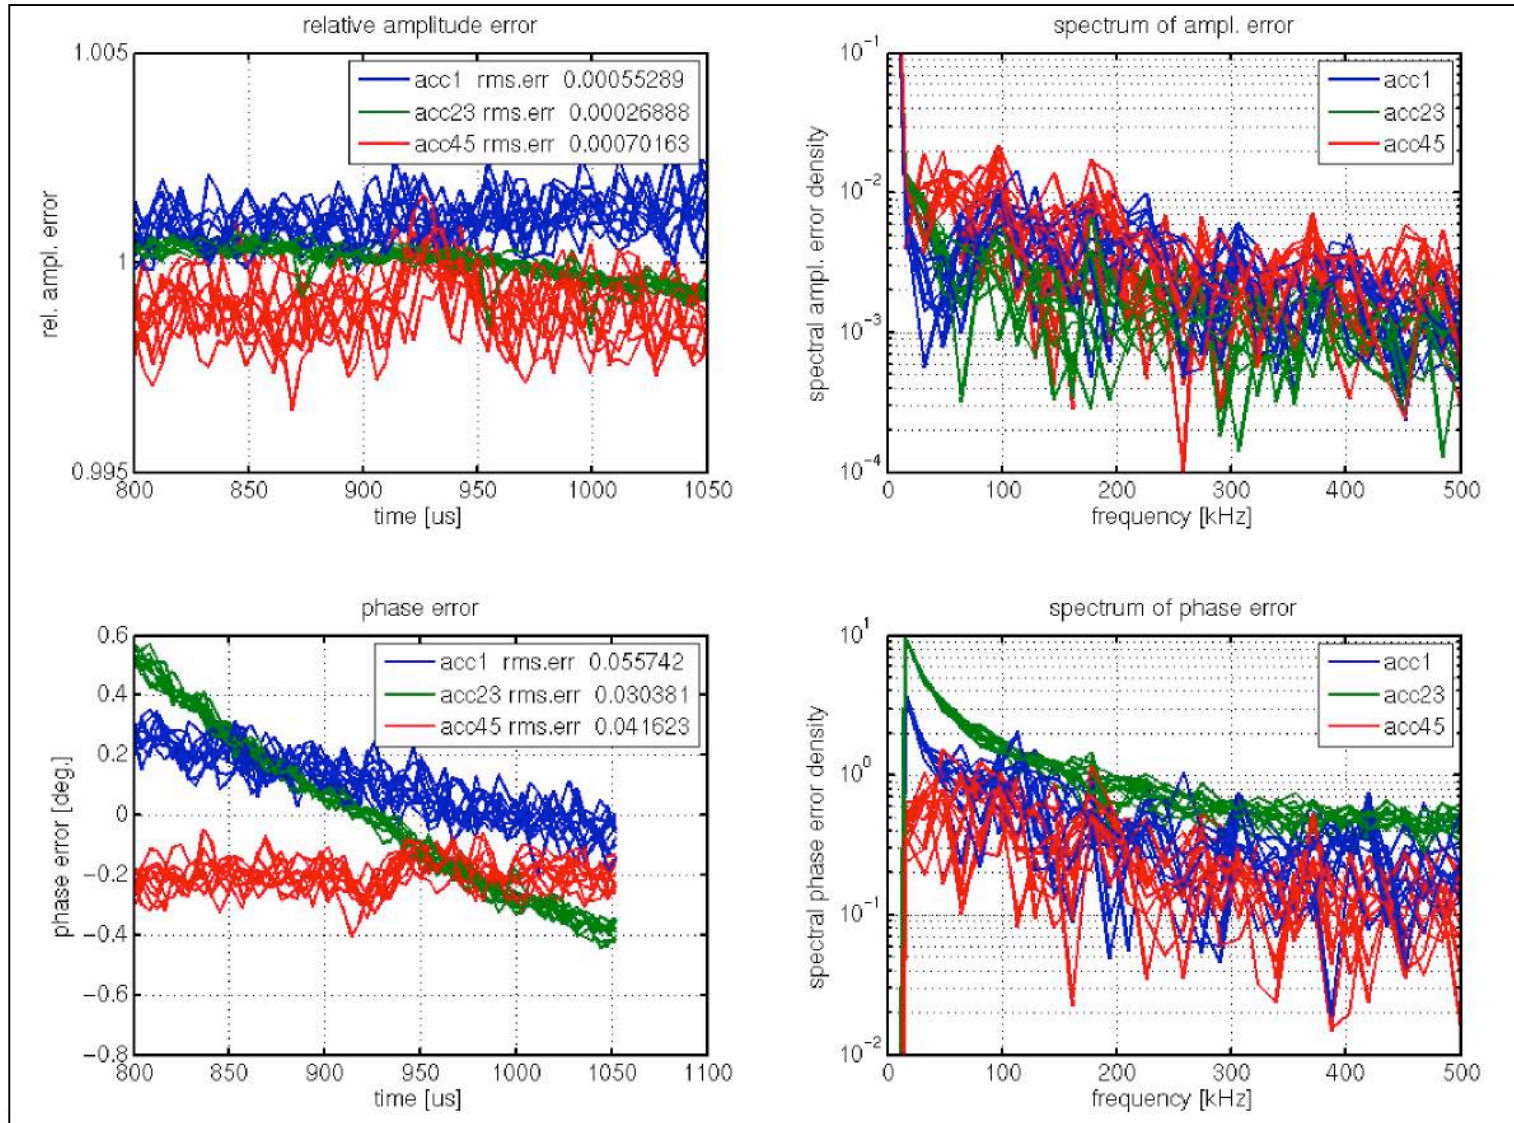 relative amplitude error
1.005
1
0.995
rel. ampl. error
acc1 rms.err 0.00055289
acc23 rms.err 0.00026888
acc45 rms.err 0.00070163
800 850 900 950 1000 1050
time [us]
spectrum of ampl. error
10^-1
10^-2
10^-3
10^-4
spectral ampl. error density
acc1
acc23
acc45
0 100 200 300 400 500
frequency [kHz]
phase error
0.6
0.4
0.2
0
−0.2
−0.4
−0.6
−0.8
phase error [deg.]
acc1 rms.err 0.055742
acc23 rms.err 0.030381
acc45 rms.err 0.041623
800 850 900 950 1000 1050 1100
time [us]
spectrum of phase error
10^1
10^0
10^-1
10^-2
spectral phase error density
acc1
acc23
acc45
0 100 200 300 400 500
frequency [kHz]